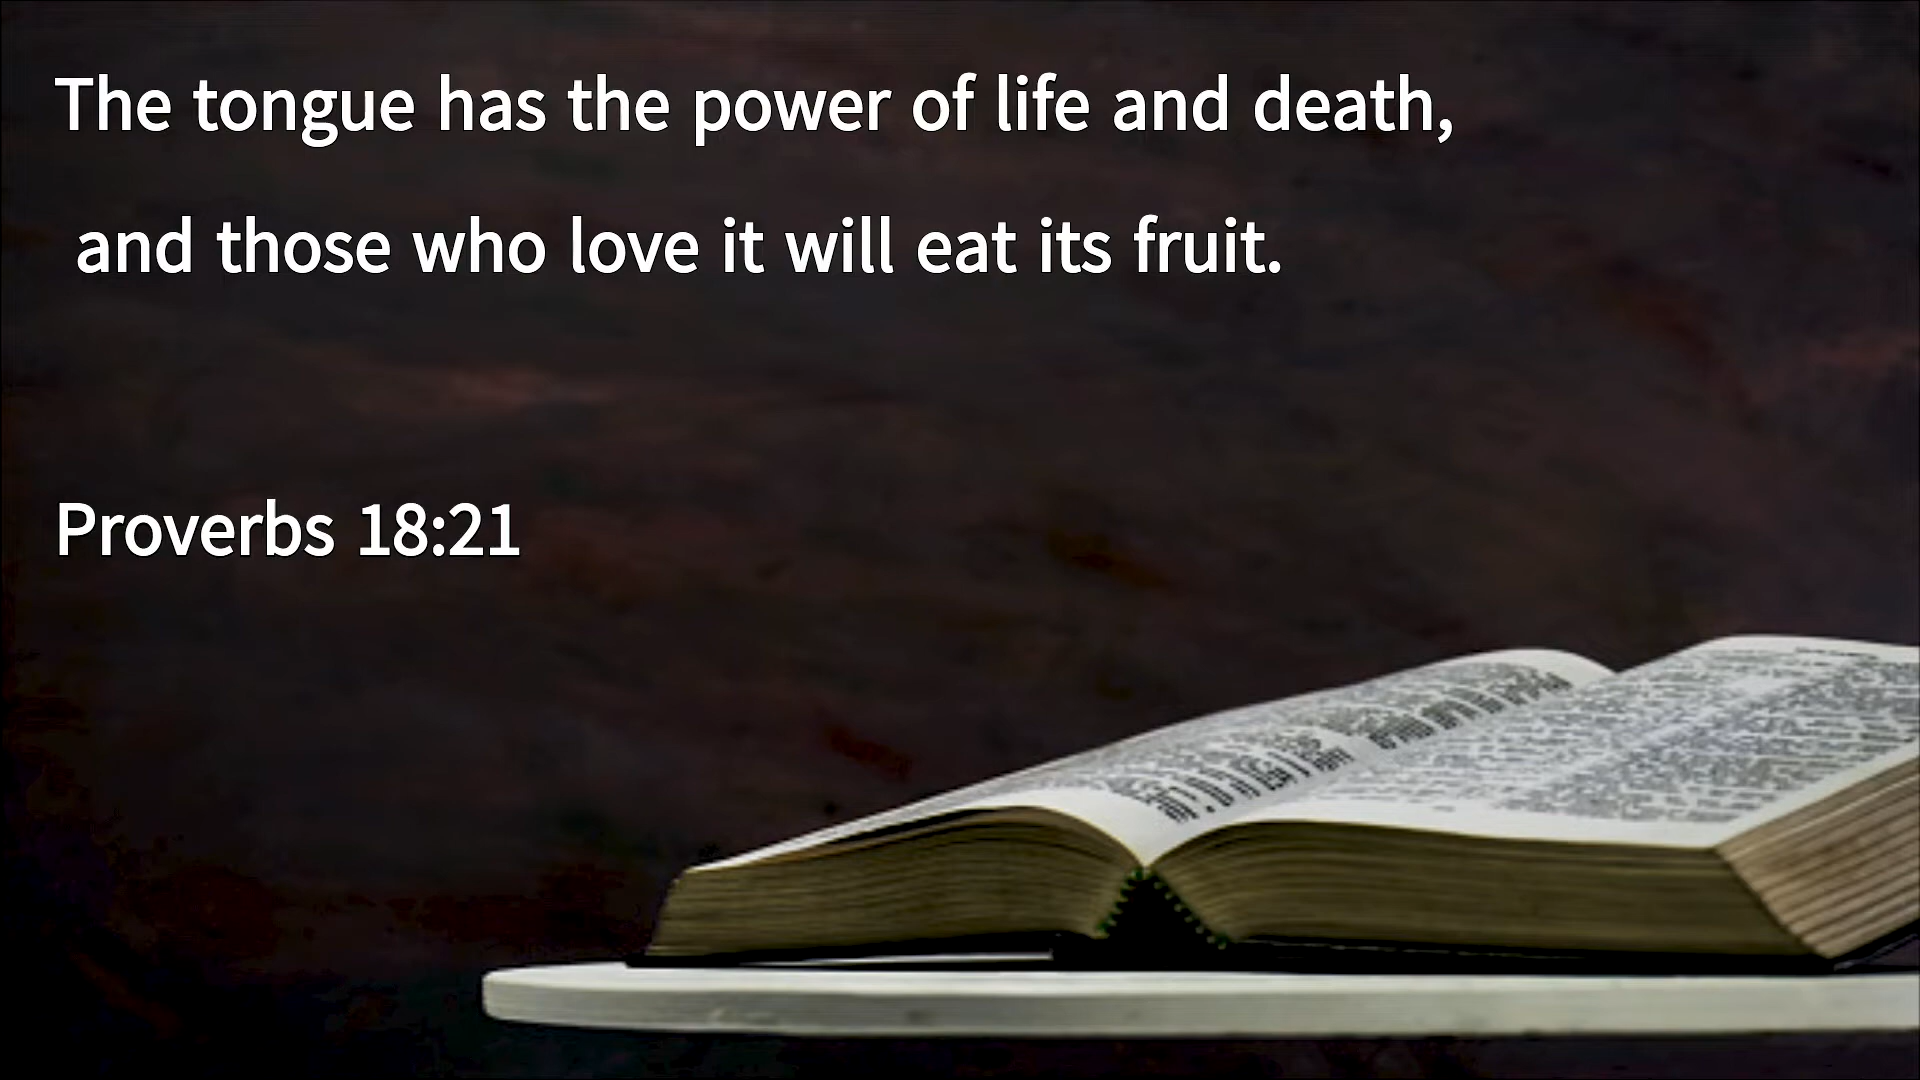 The tongue has the power of life and death,
and those who love it will eat its fruit.
Proverbs 18:21